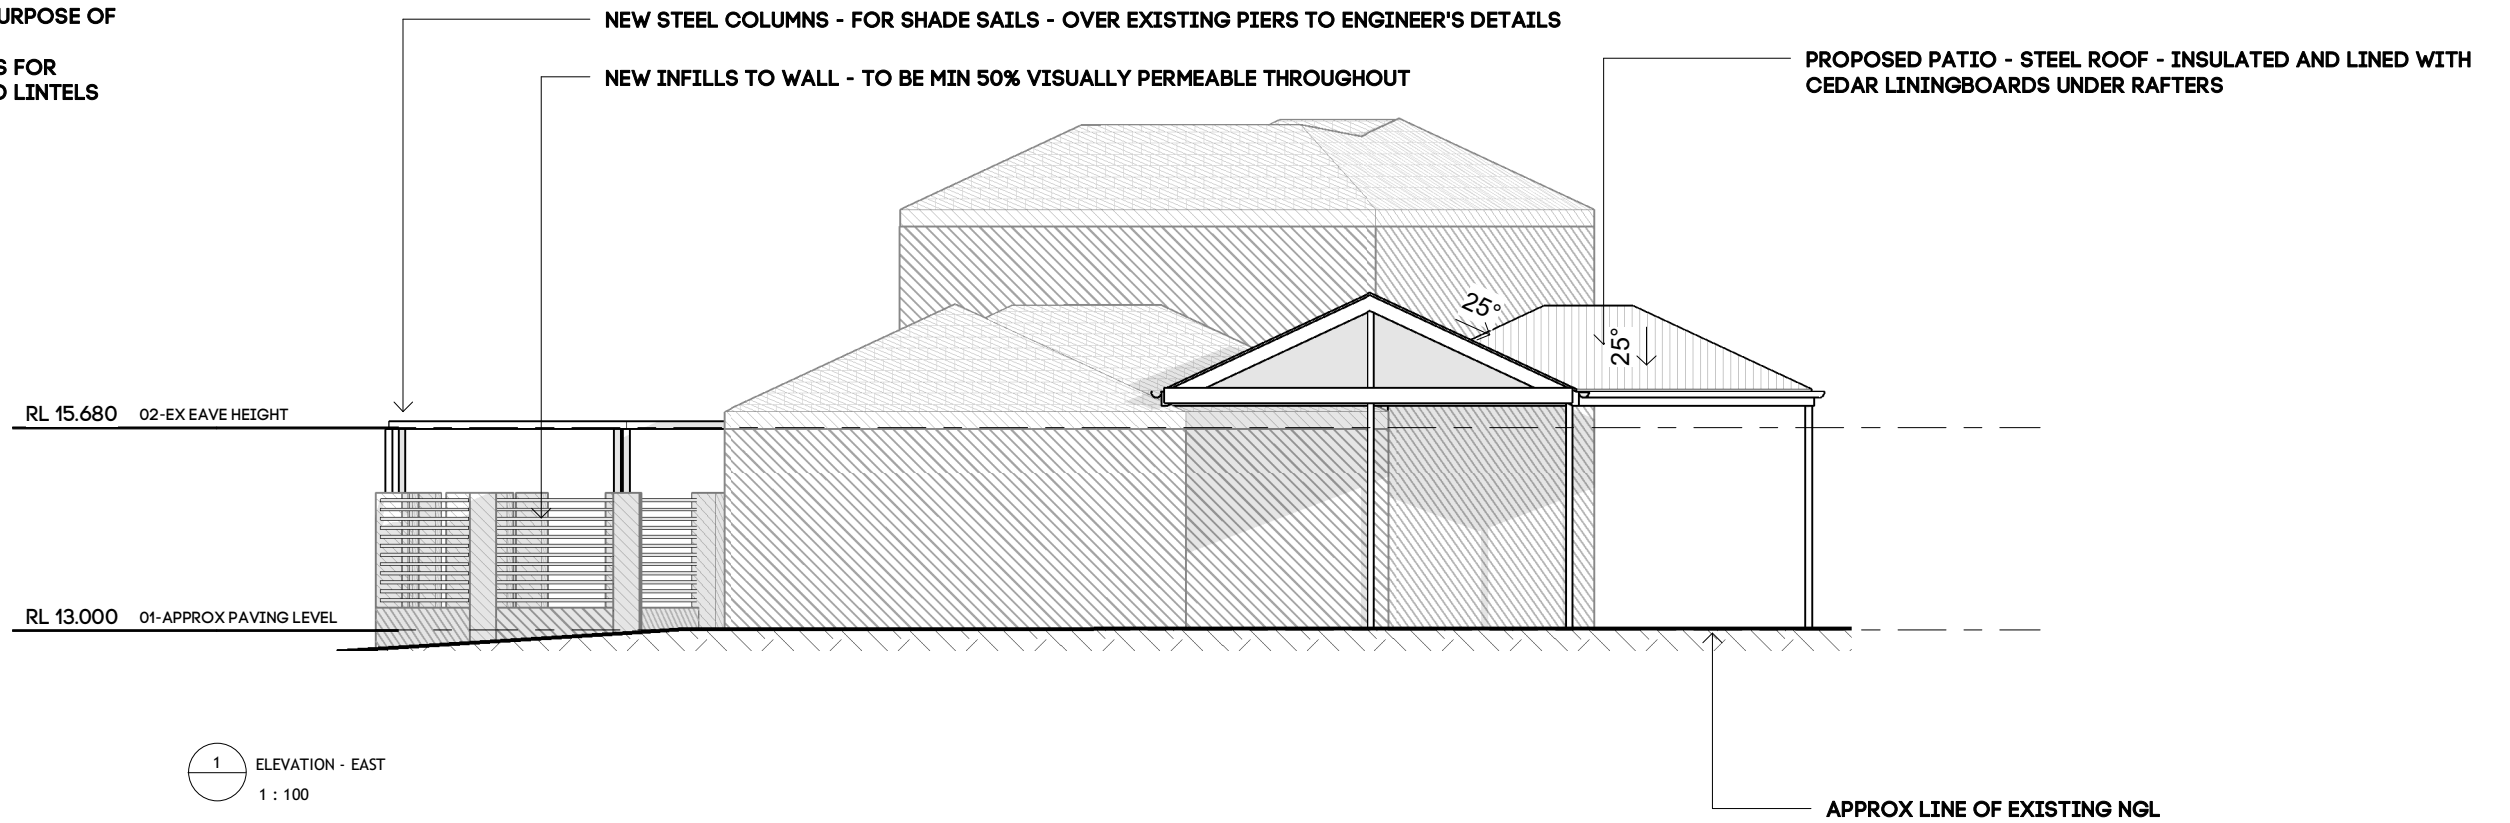 URPOSE OF
S FOR
D LINTELS
NEW STEEL COLUMNS - FOR SHADE SAILS - OVER EXISTING PIERS TO ENGINEER'S DETAILS
NEW INFILLS TO WALL - TO BE MIN 50% VISUALLY PERMEABLE THROUGHOUT
PROPOSED PATIO - STEEL ROOF - INSULATED AND LINED WITH
CEDAR LININGBOARDS UNDER RAFTERS
25°
25°
RL 15.680 02-EX EAVE HEIGHT
RL 13.000 01-APPROX PAVING LEVEL
1 ELEVATION - EAST
1 : 100
APPROX LINE OF EXISTING NGL